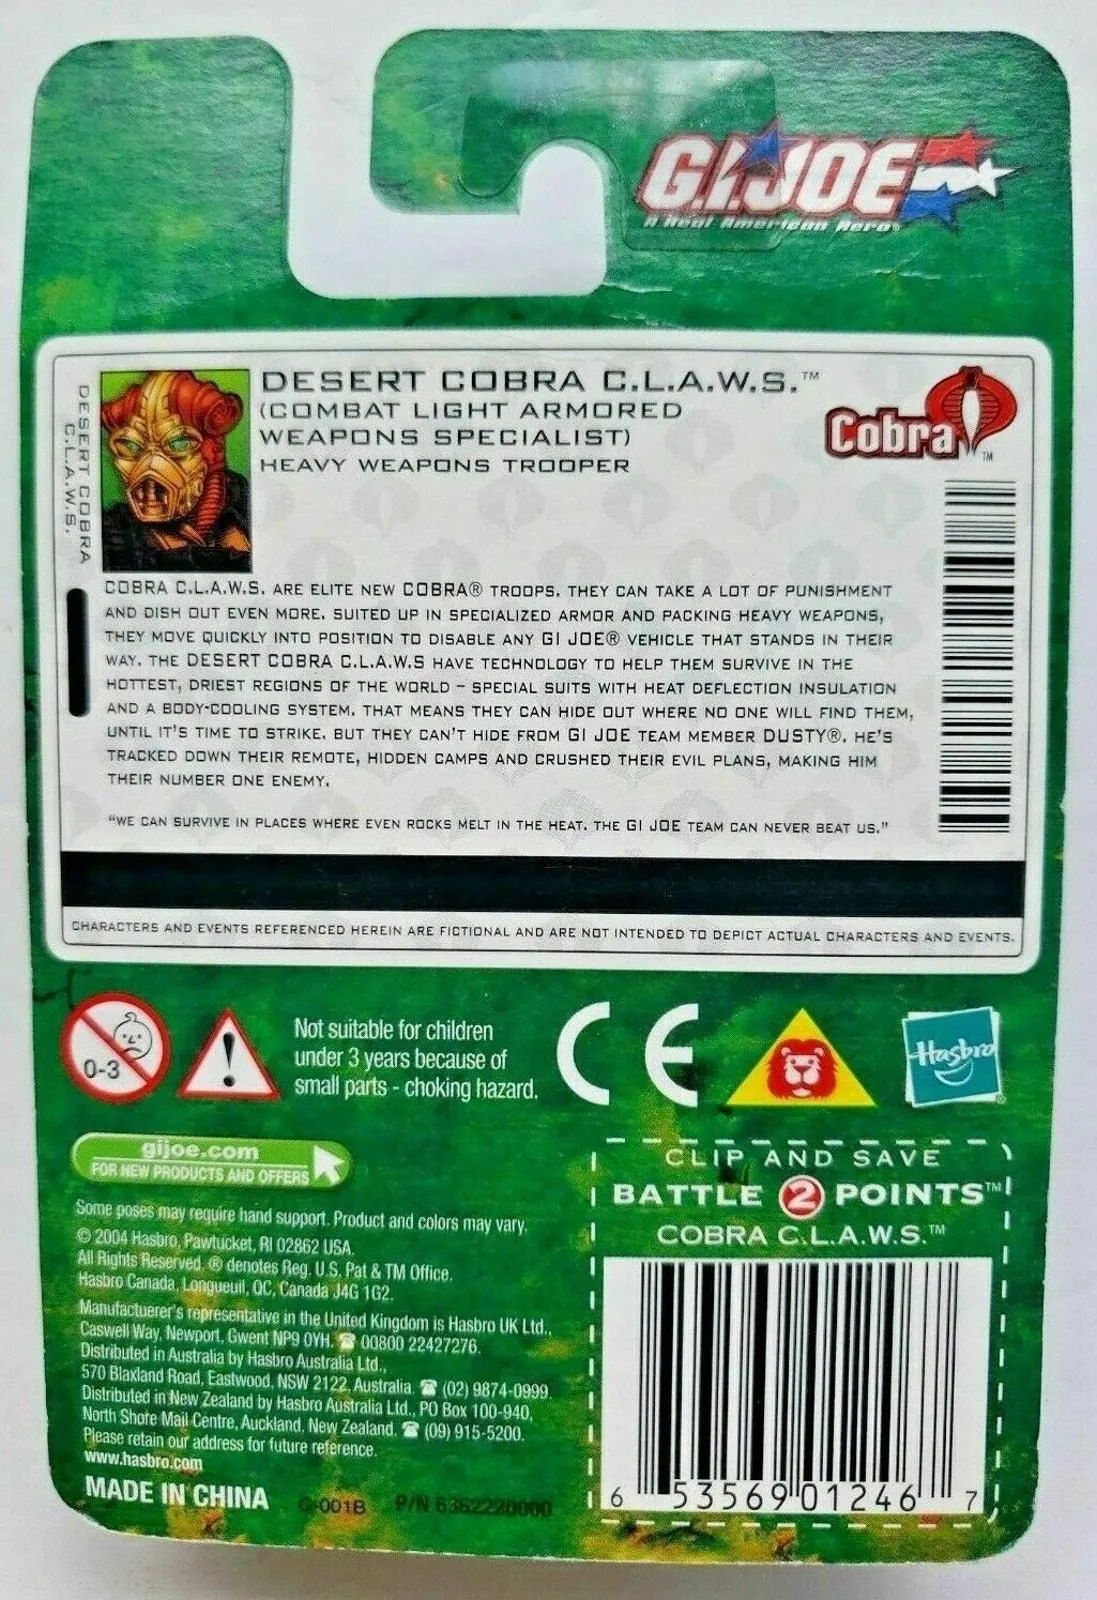 G.I.JOE
A Real American Hero®
DESERT COBRA C.L.A.W.S.™
(COMBAT LIGHT ARMORED
WEAPONS SPECIALIST)
HEAVY WEAPONS TROOPER
Cobra™
DESERT COBRA
C.L.A.W.S.
COBRA C.L.A.W.S. ARE ELITE NEW COBRA® TROOPS. THEY CAN TAKE A LOT OF PUNISHMENT
AND DISH OUT EVEN MORE. SUITED UP IN SPECIALIZED ARMOR AND PACKING HEAVY WEAPONS,
THEY MOVE QUICKLY INTO POSITION TO DISABLE ANY GI JOE® VEHICLE THAT STANDS IN THEIR
WAY. THE DESERT COBRA C.L.A.W.S HAVE TECHNOLOGY TO HELP THEM SURVIVE IN THE
HOTTEST, DRIEST REGIONS OF THE WORLD – SPECIAL SUITS WITH HEAT DEFLECTION INSULATION
AND A BODY-COOLING SYSTEM. THAT MEANS THEY CAN HIDE OUT WHERE NO ONE WILL FIND THEM,
UNTIL IT'S TIME TO STRIKE. BUT THEY CAN'T HIDE FROM GI JOE TEAM MEMBER DUSTY®. HE'S
TRACKED DOWN THEIR REMOTE, HIDDEN CAMPS AND CRUSHED THEIR EVIL PLANS, MAKING HIM
THEIR NUMBER ONE ENEMY.
"WE CAN SURVIVE IN PLACES WHERE EVEN ROCKS MELT IN THE HEAT. THE GI JOE TEAM CAN NEVER BEAT US."
CHARACTERS AND EVENTS REFERENCED HEREIN ARE FICTIONAL AND ARE NOT INTENDED TO DEPICT ACTUAL CHARACTERS AND EVENTS.
0-3
!
Not suitable for children
under 3 years because of
small parts - choking hazard.
CE
Hasbro®
gijoe.com
FOR NEW PRODUCTS AND OFFERS
Some poses may require hand support. Product and colors may vary.
© 2004 Hasbro, Pawtucket, RI 02862 USA.
All Rights Reserved. ® denotes Reg. U.S. Pat & TM Office.
Hasbro Canada, Longueuil, QC, Canada J4G 1G2.
Manufactuerer's representative in the United Kingdom is Hasbro UK Ltd.,
Caswell Way, Newport, Gwent NP9 0YH. ☎ 00800 22427276.
Distributed in Australia by Hasbro Australia Ltd.,
570 Blaxland Road, Eastwood, NSW 2122, Australia. ☎ (02) 9874-0999.
Distributed in New Zealand by Hasbro Australia Ltd., PO Box 100-940,
North Shore Mail Centre, Auckland, New Zealand. ☎ (09) 915-5200.
Please retain our address for future reference.
www.hasbro.com
MADE IN CHINA
G-001B P/N 6362220000
CLIP AND SAVE
BATTLE 2 POINTS™
COBRA C.L.A.W.S.™
6 53569 01246 7